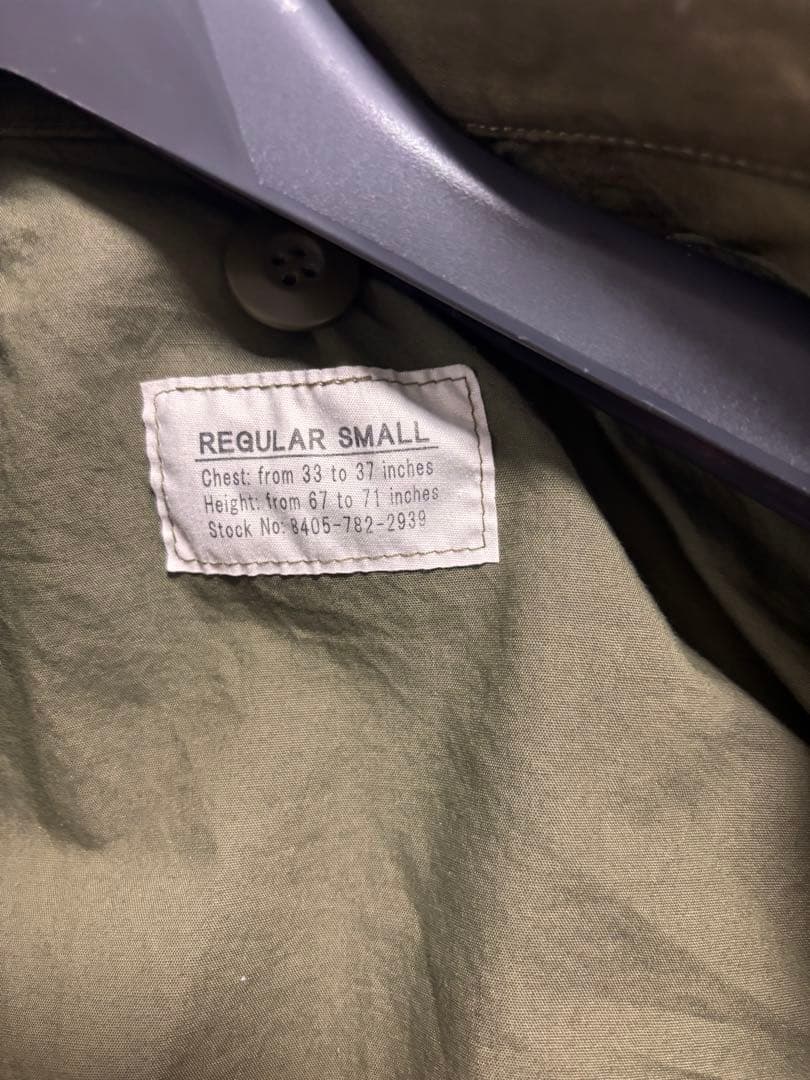 REGULAR SMALL
Chest: from 33 to 37 inches
Height: from 67 to 71 inches
Stock No: 8405-782-2939